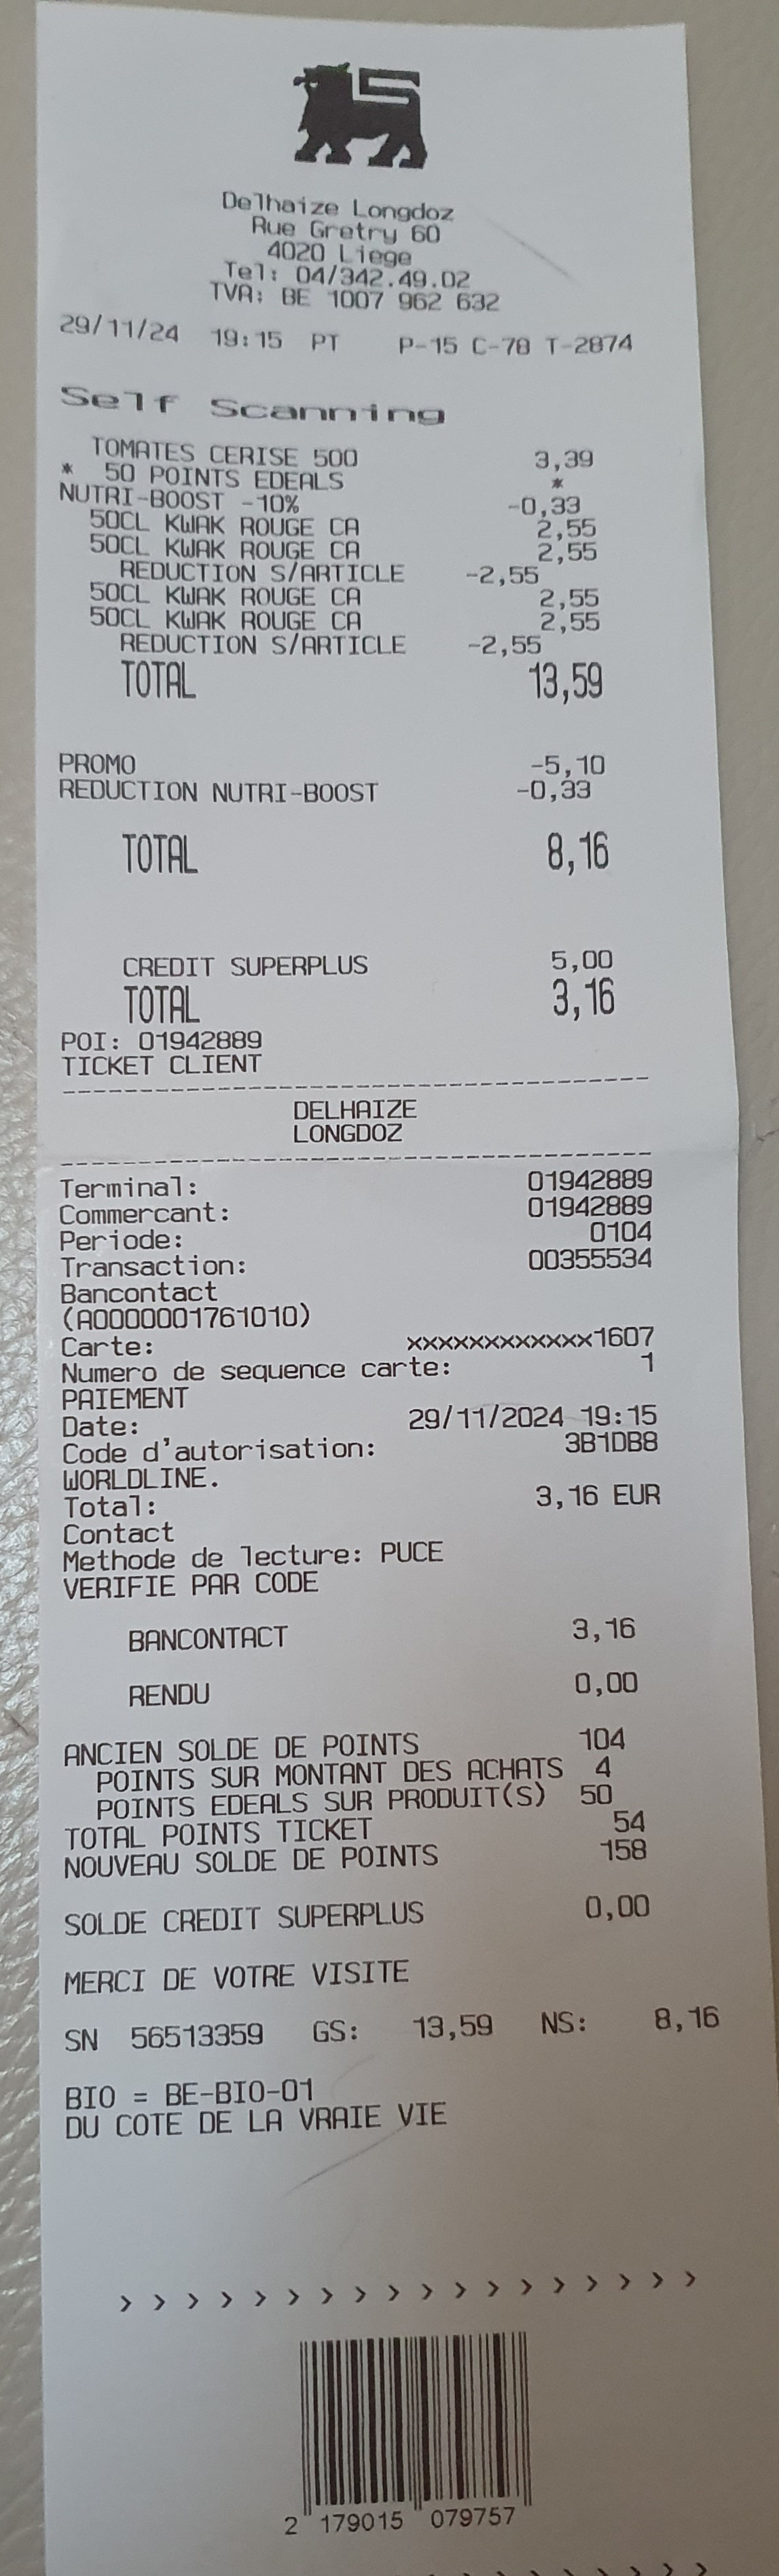 Delhaize Longdoz
Rue Gretry 60
4020 Liege
Tel: 04/342.49.02
TVA: BE 1007 962 632
29/11/24 19:15 PT P-15 C-78 T-2874
Self Scanning
TOMATES CERISE 500 3,39
* 50 POINTS EDEALS *
NUTRI-BOOST -10% -0,33
50CL KWAK ROUGE CA 2,55
50CL KWAK ROUGE CA 2,55
REDUCTION S/ARTICLE -2,55
50CL KWAK ROUGE CA 2,55
50CL KWAK ROUGE CA 2,55
REDUCTION S/ARTICLE -2,55
TOTAL 13,59
PROMO -5,10
REDUCTION NUTRI-BOOST -0,33
TOTAL 8,16
CREDIT SUPERPLUS 5,00
TOTAL 3,16
POI: 01942889
TICKET CLIENT
DELHAIZE
LONGDOZ
Terminal: 01942889
Commercant: 01942889
Periode: 0104
Transaction: 00355534
Bancontact
(A0000001761010)
Carte: xxxxxxxxxxxx1607
Numero de sequence carte: 1
PAIEMENT
Date: 29/11/2024 19:15
Code d'autorisation: 3B1DB8
WORLDLINE.
Total: 3,16 EUR
Contact
Methode de lecture: PUCE
VERIFIE PAR CODE
BANCONTACT 3,16
RENDU 0,00
ANCIEN SOLDE DE POINTS 104
POINTS SUR MONTANT DES ACHATS 4
POINTS EDEALS SUR PRODUIT(S) 50
TOTAL POINTS TICKET 54
NOUVEAU SOLDE DE POINTS 158
SOLDE CREDIT SUPERPLUS 0,00
MERCI DE VOTRE VISITE
SN 56513359 GS: 13,59 NS: 8,16
BIO = BE-BIO-01
DU COTE DE LA VRAIE VIE
> > > > > > > > > > > > > > > > > >
2 179015 079757